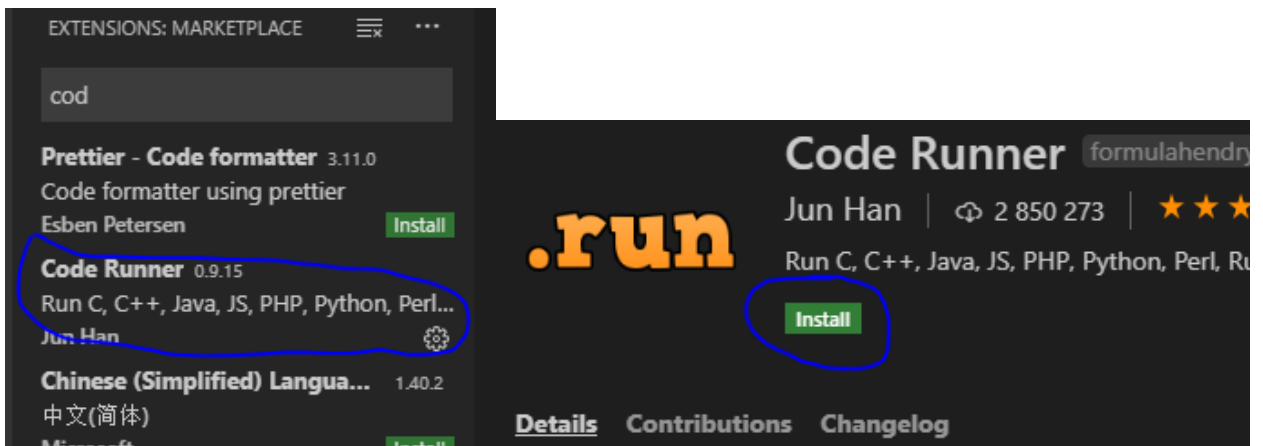 EXTENSIONS: MARKETPLACE
cod
Prettier - Code formatter 3.11.0
Code formatter using prettier
Esben Petersen Install
Code Runner 0.9.15
Run C, C++, Java, JS, PHP, Python, Perl...
Jun Han
Chinese (Simplified) Langua... 1.40.2
中文(简体)
Microsoft Install
Code Runner formulahendry
.run
Jun Han 2 850 273
Run C, C++, Java, JS, PHP, Python, Perl, Ru
Install
Details Contributions Changelog